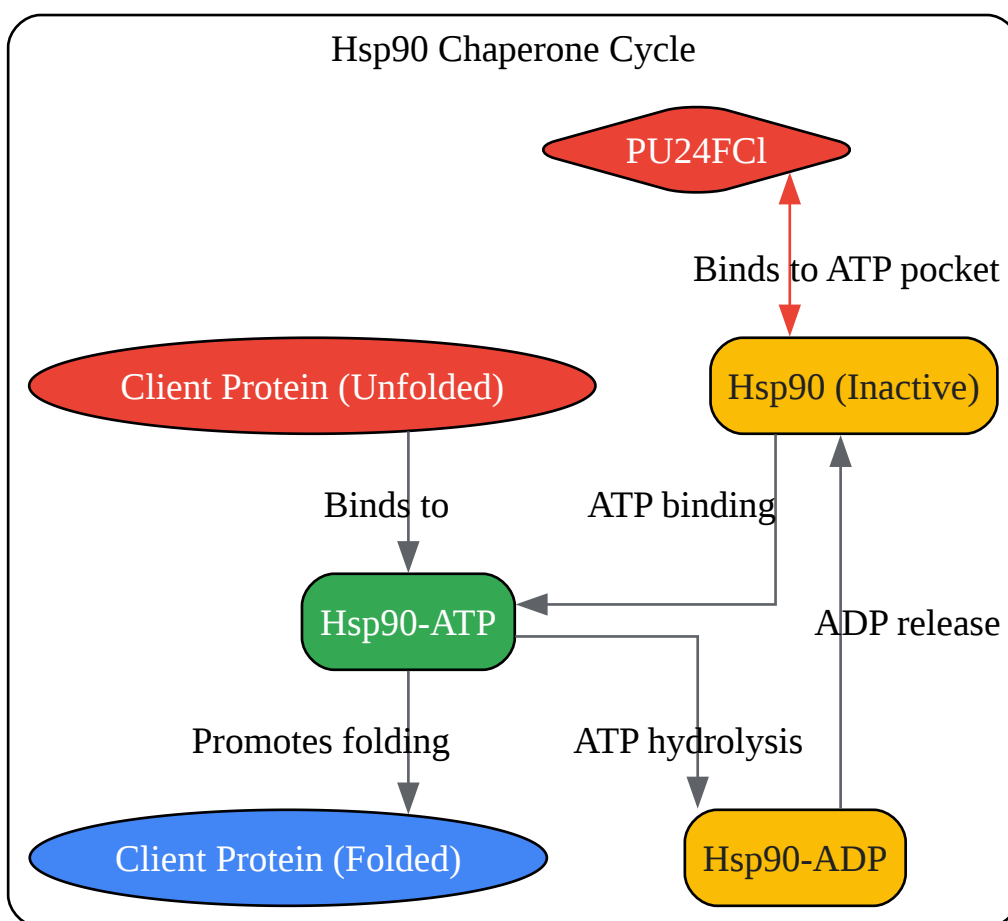 Hsp90 Chaperone Cycle
PU24FCl
Binds to ATP pocket
Client Protein (Unfolded)
Hsp90 (Inactive)
Binds to
ATP binding
Hsp90-ATP
ADP release
Promotes folding
ATP hydrolysis
Client Protein (Folded)
Hsp90-ADP